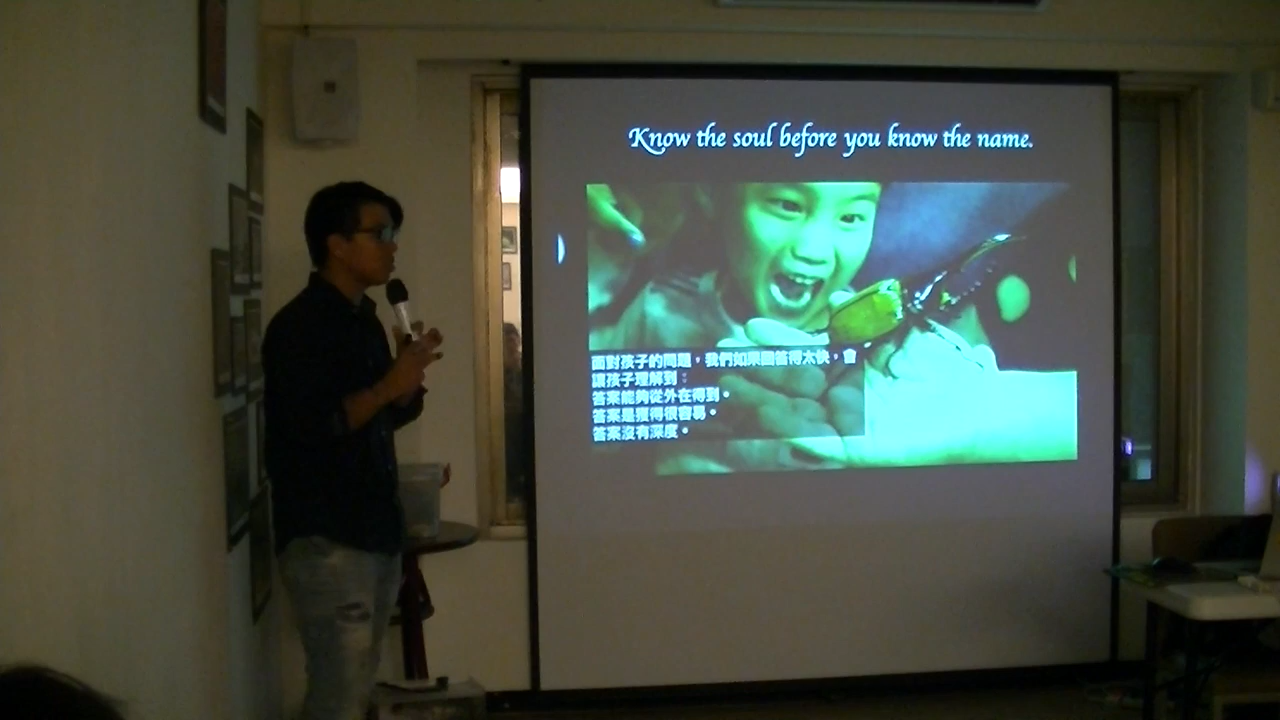 Know the soul before you know the name.
面對孩子的問題，我們如果回答得太快，會
讓孩子理解到：
答案能夠從外在得到。
答案是獲得很容易。
答案沒有深度。